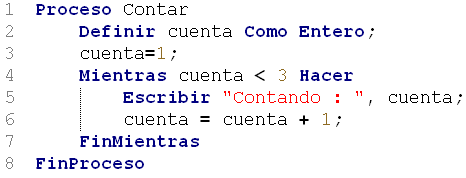 1 Proceso Contar
2 Definir cuenta Como Entero;
3 cuenta=1;
4 Mientras cuenta < 3 Hacer
5 Escribir "Contando : ", cuenta;
6 cuenta = cuenta + 1;
7 FinMientras
8 FinProceso